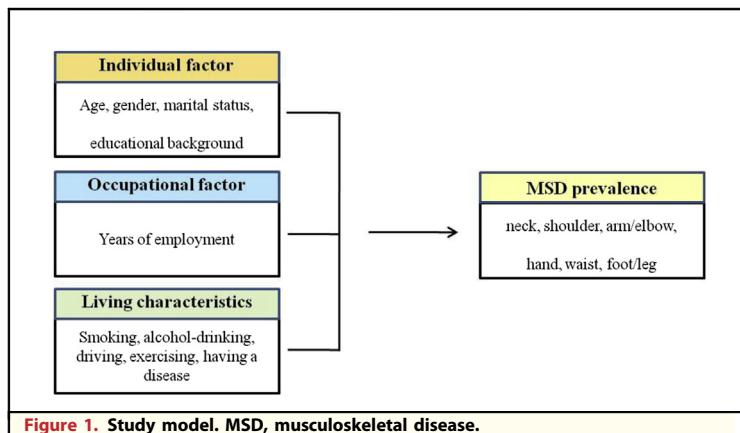 Individual factor
Age, gender, marital status,
educational background
Occupational factor
Years of employment
Living characteristics
Smoking, alcohol-drinking,
driving, exercising, having a
disease
MSD prevalence
neck, shoulder, arm/elbow,
hand, waist, foot/leg
Figure 1. Study model. MSD, musculoskeletal disease.